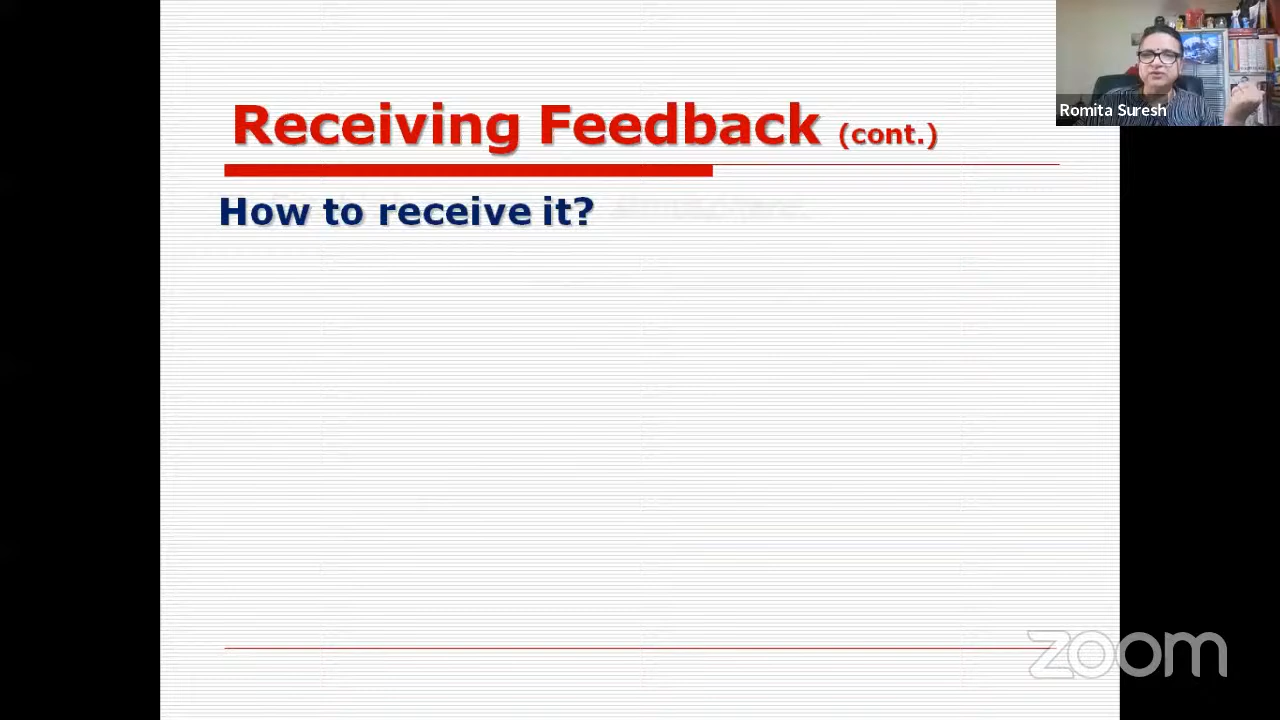 Romita Suresh
Receiving Feedback (cont.)
How to receive it?
zoom